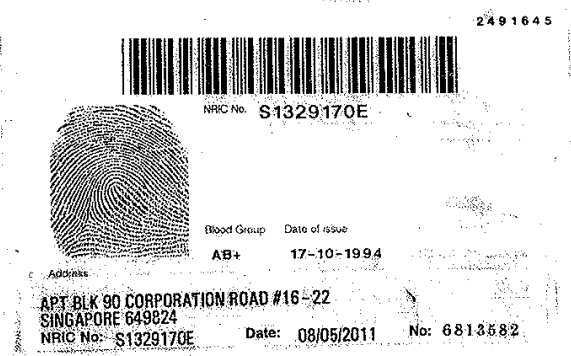 2491645
NRIC No. S1329170E
Blood Group Date of issue
AB+ 17-10-1994
Address
APT BLK 90 CORPORATION ROAD #16-22
SINGAPORE 649824
NRIC No: S1329170E Date: 08/05/2011 No: 6813582